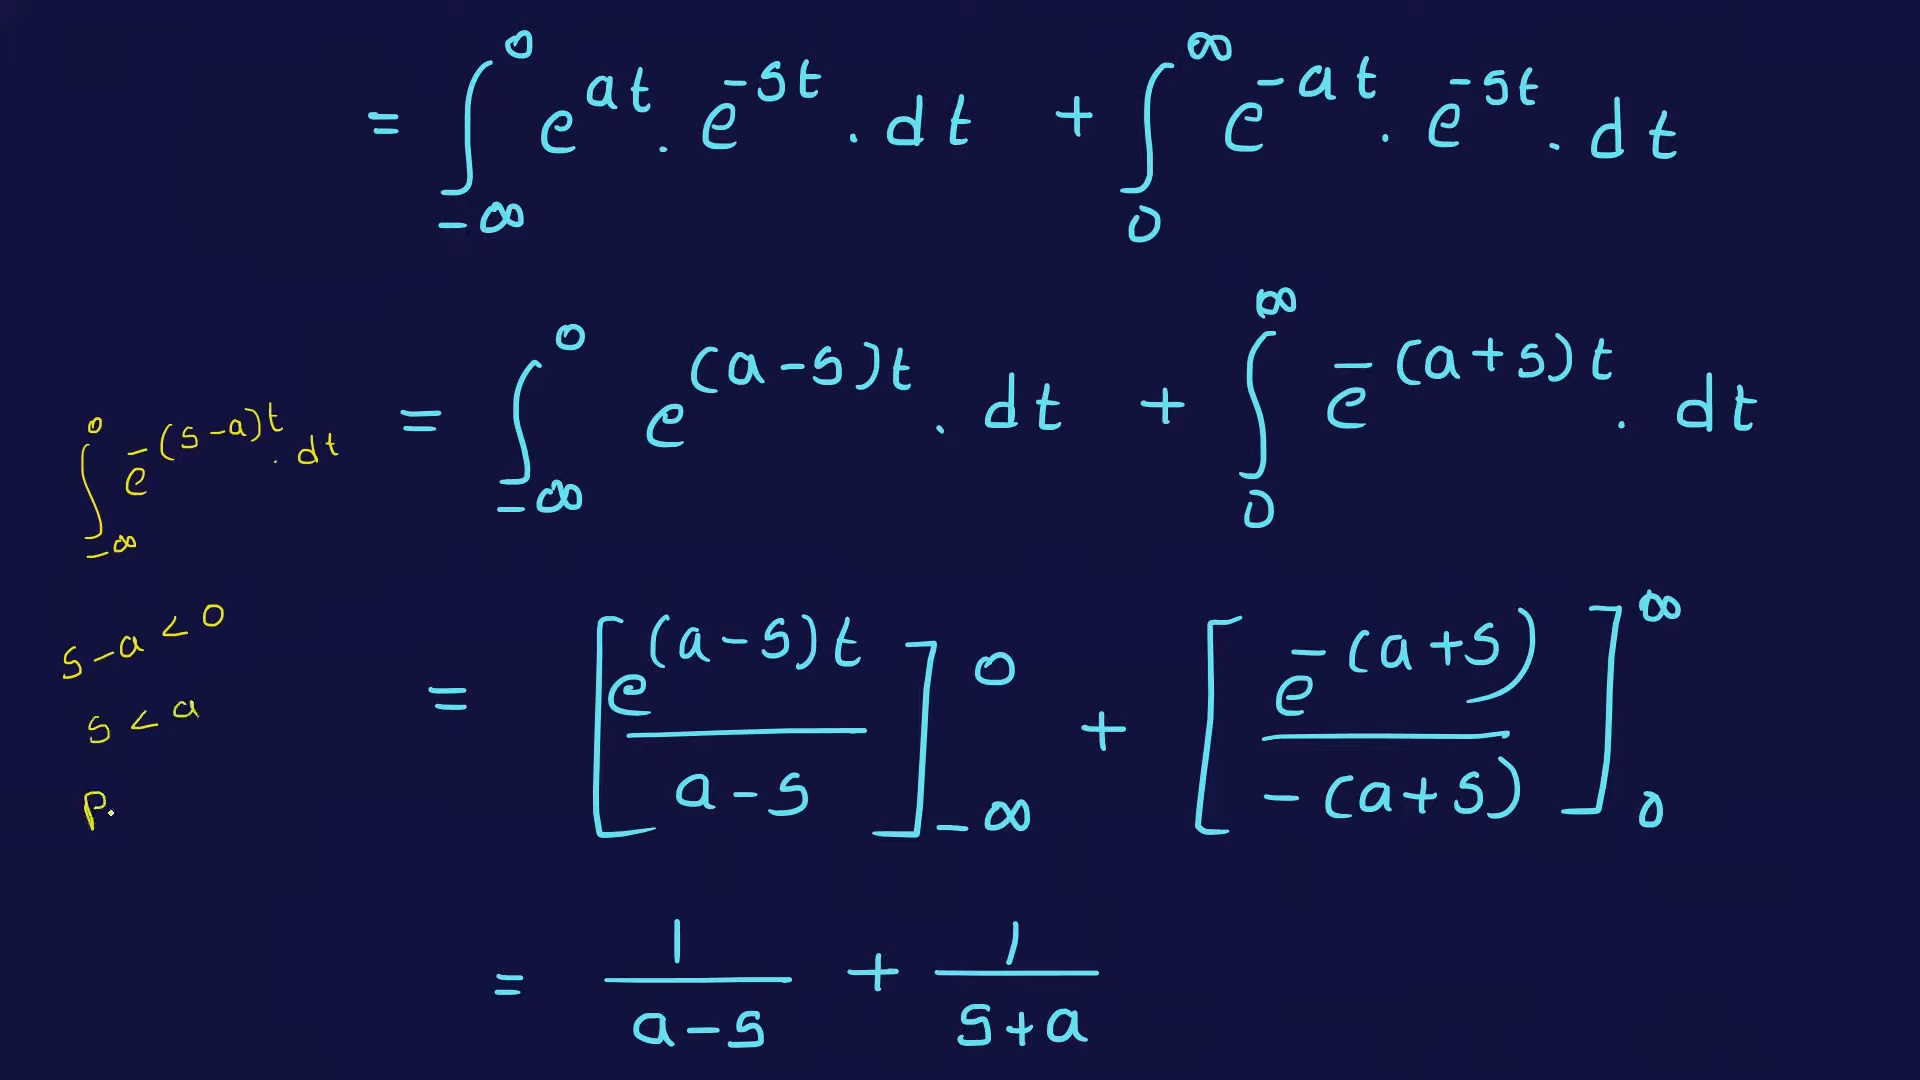 = ∫_{-∞}^{0} e^{at} . e^{-st} . dt + ∫_{0}^{∞} e^{-at} . e^{-st} . dt
= ∫_{-∞}^{0} e^{(a-s)t} . dt + ∫_{0}^{∞} e^{-(a+s)t} . dt
∫_{-∞}^{0} e^{-(s-a)t} . dt
s-a < 0
s < a
P.
= [e^{(a-s)t} / a-s]_{-∞}^{0} + [e^{-(a+s)} / -(a+s)]_{0}^{∞}
= 1/a-s + 1/s+a